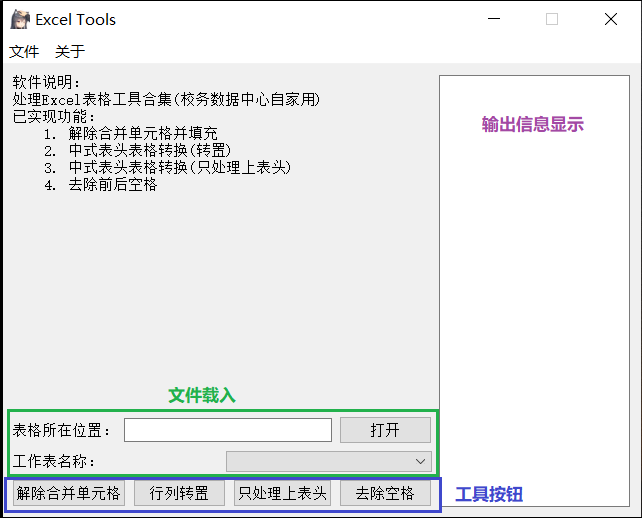 Excel Tools
文件 关于
软件说明:
处理Excel表格工具合集(校务数据中心自家用)
已实现功能:
1. 解除合并单元格并填充
2. 中式表头表格转换(转置)
3. 中式表头表格转换(只处理上表头)
4. 去除前后空格
输出信息显示
文件载入
表格所在位置: 打开
工作表名称:
解除合并单元格 行列转置 只处理上表头 去除空格
工具按钮